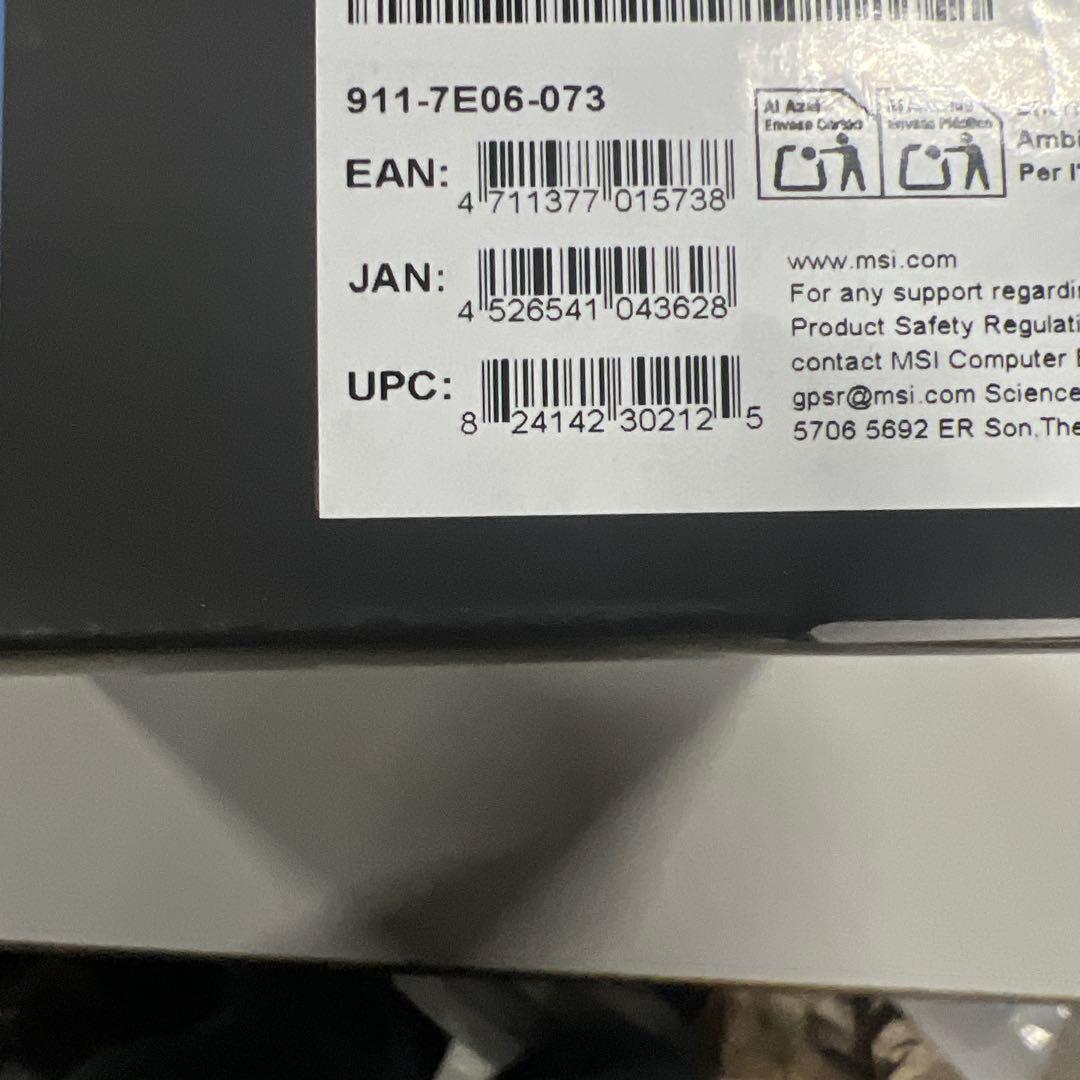 911-7E06-073
Al Azul
Envase Cartón
Envase Plástico
Ambi
Per l'
EAN:
4 711377 015738
JAN:
4 526541 043628
UPC:
8 24142 30212 5
www.msi.com
For any support regardi
Product Safety Regulati
contact MSI Computer
gpsr@msi.com Science
5706 5692 ER Son,The